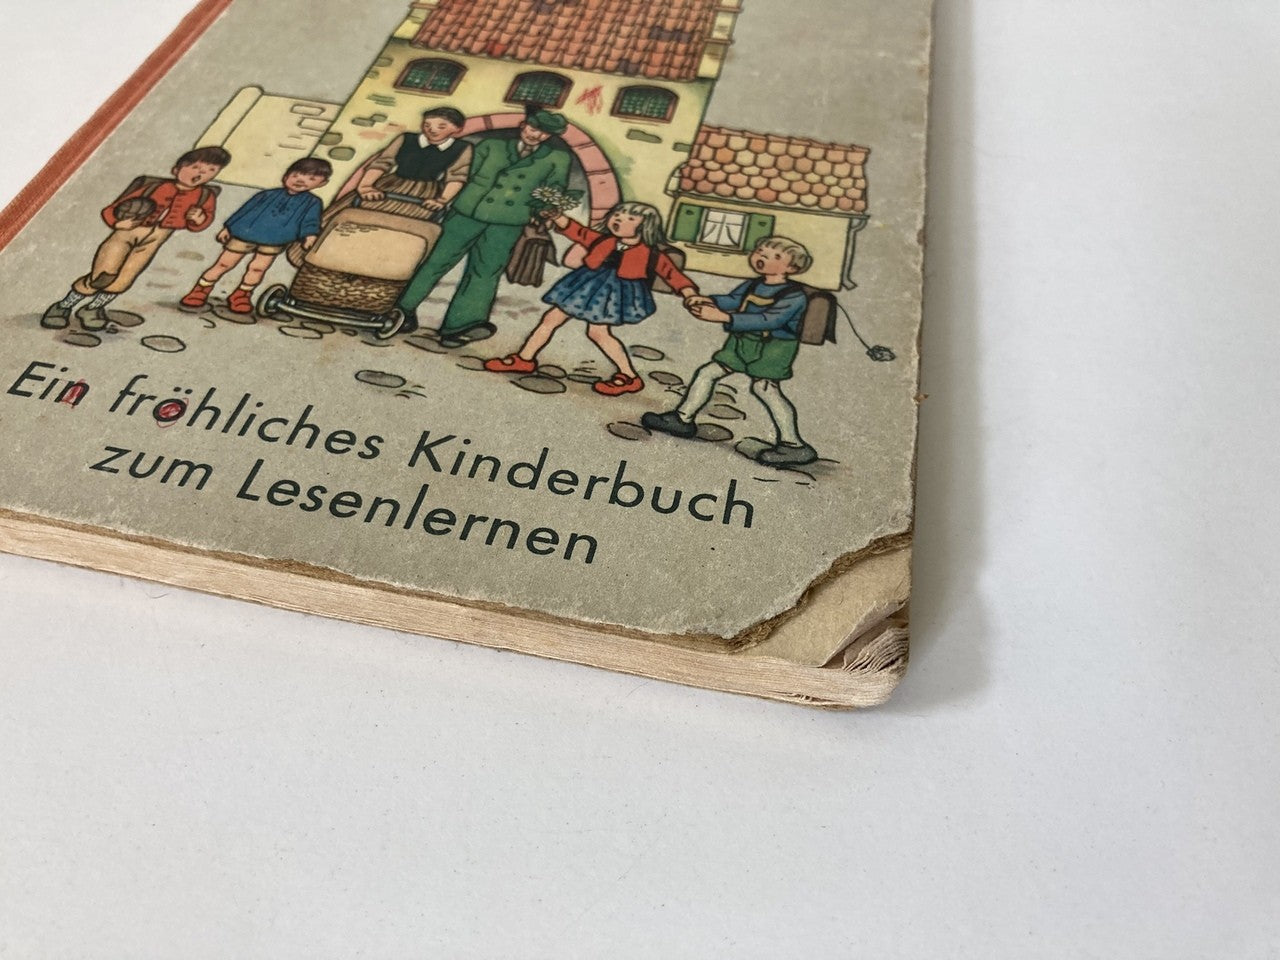 Ein fröhliches Kinderbuch
zum Lesenlernen